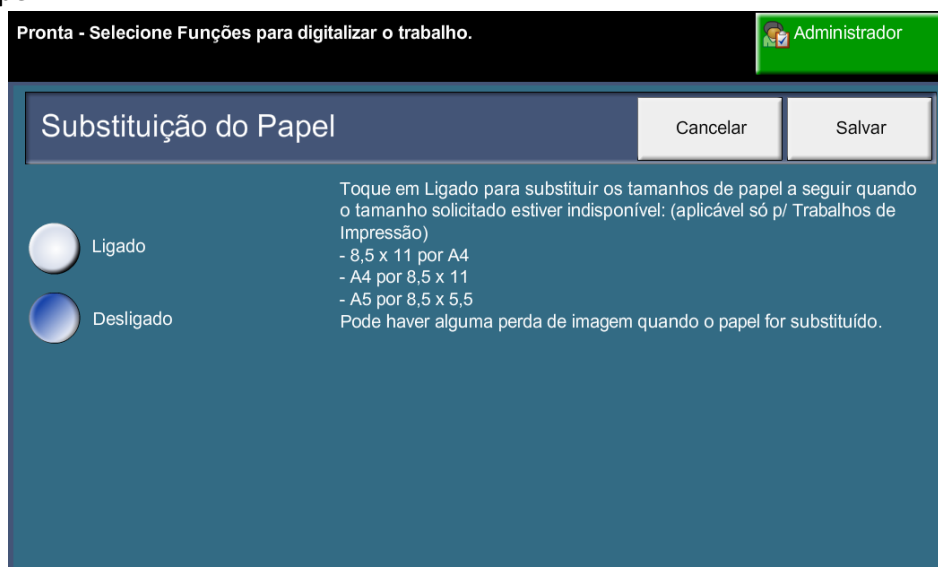 Pronta - Selecione Funções para digitalizar o trabalho.
Administrador
Substituição do Papel
Cancelar
Salvar
Toque em Ligado para substituir os tamanhos de papel a seguir quando
o tamanho solicitado estiver indisponível: (aplicável só p/ Trabalhos de
Impressão)
- 8,5 x 11 por A4
- A4 por 8,5 x 11
- A5 por 8,5 x 5,5
Pode haver alguma perda de imagem quando o papel for substituído.
Ligado
Desligado